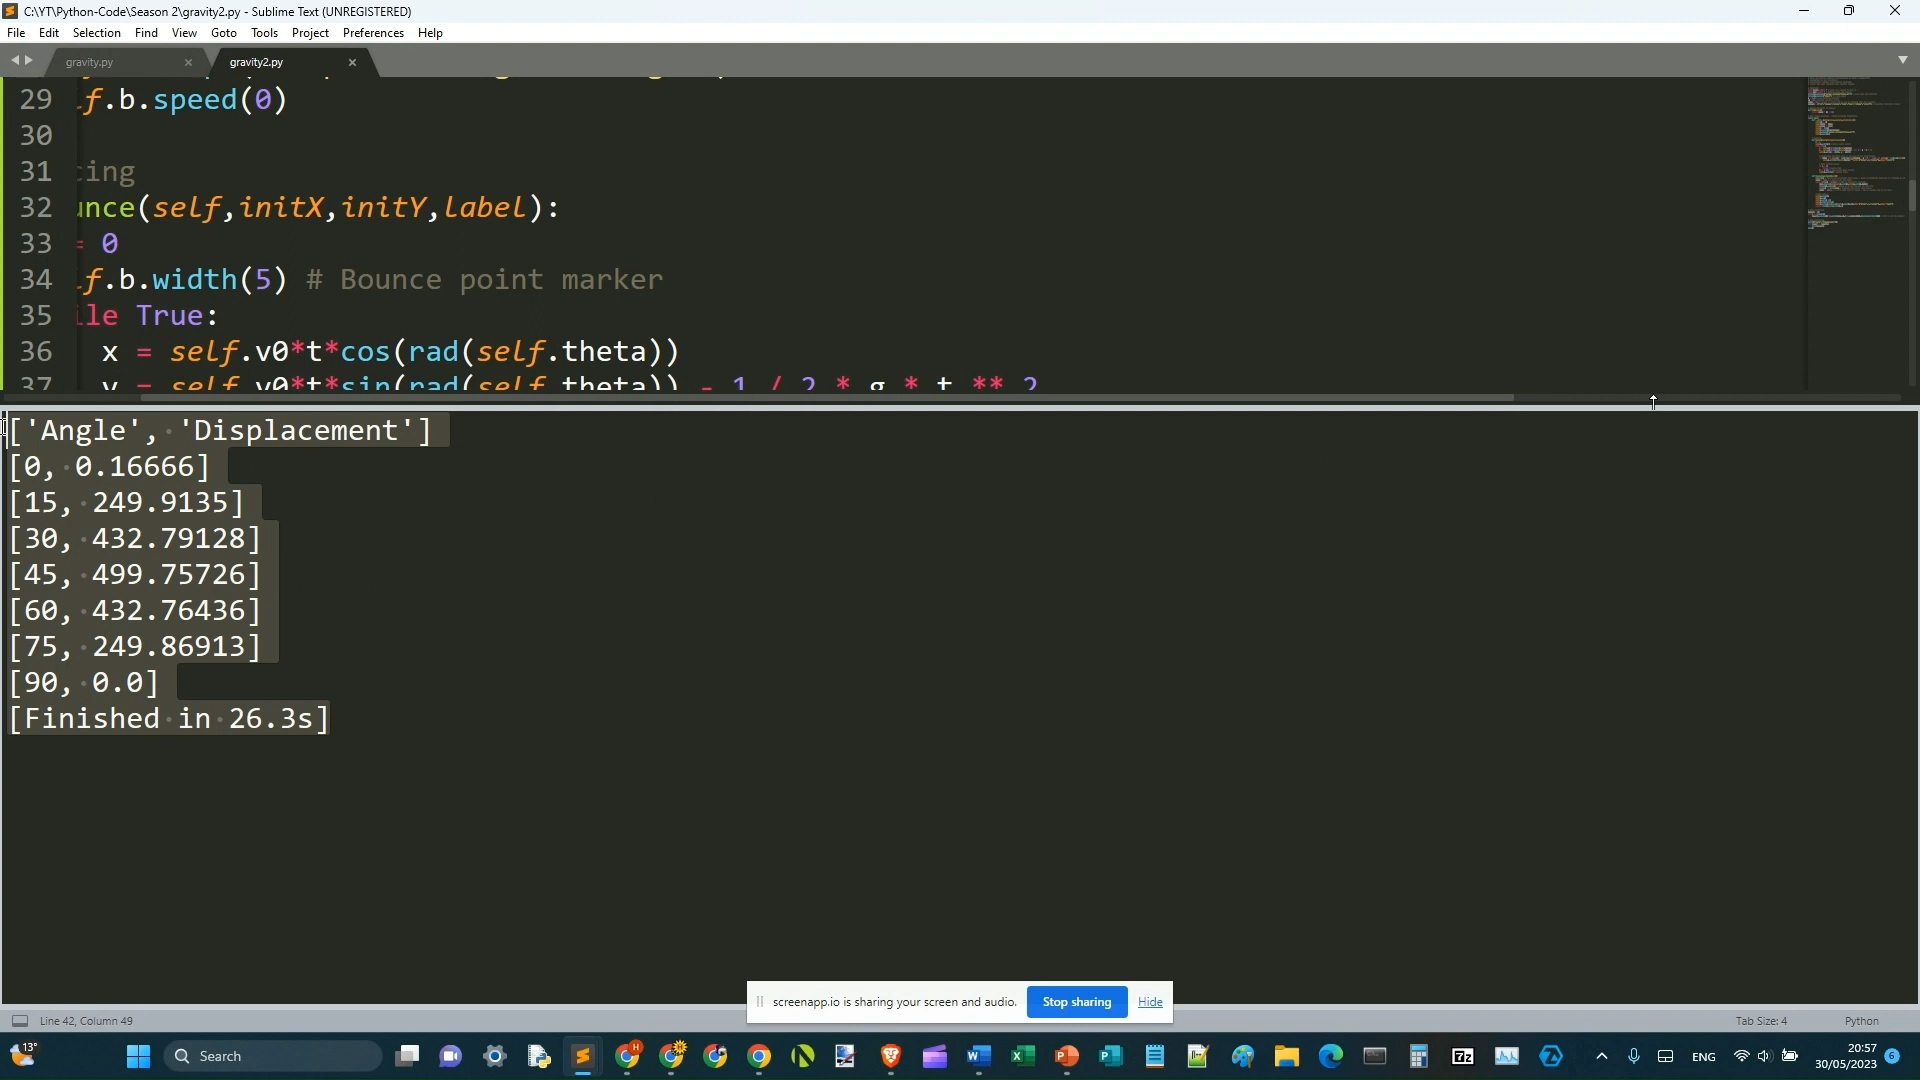 C:\YT\Python-Code\Season 2\gravity2.py - Sublime Text (UNREGISTERED)
File Edit Selection Find View Goto Tools Project Preferences Help
gravity.py × gravity2.py ×
29 f.b.speed(0)
30
31 cing
32 unce(self,initX,initY,label):
33 = 0
34 f.b.width(5) # Bounce point marker
35 ile True:
36 x = self.v0*t*cos(rad(self.theta))
37 y = self.v0*t*sin(rad(self.theta)) - 1 / 2 * g * t ** 2
['Angle', 'Displacement']
[0, 0.16666]
[15, 249.9135]
[30, 432.79128]
[45, 499.75726]
[60, 432.76436]
[75, 249.86913]
[90, 0.0]
[Finished in 26.3s]
screenapp.io is sharing your screen and audio. Stop sharing Hide
Line 42, Column 49 Tab Size: 4 Python
13° Search ENG 20:57
30/05/2023 6